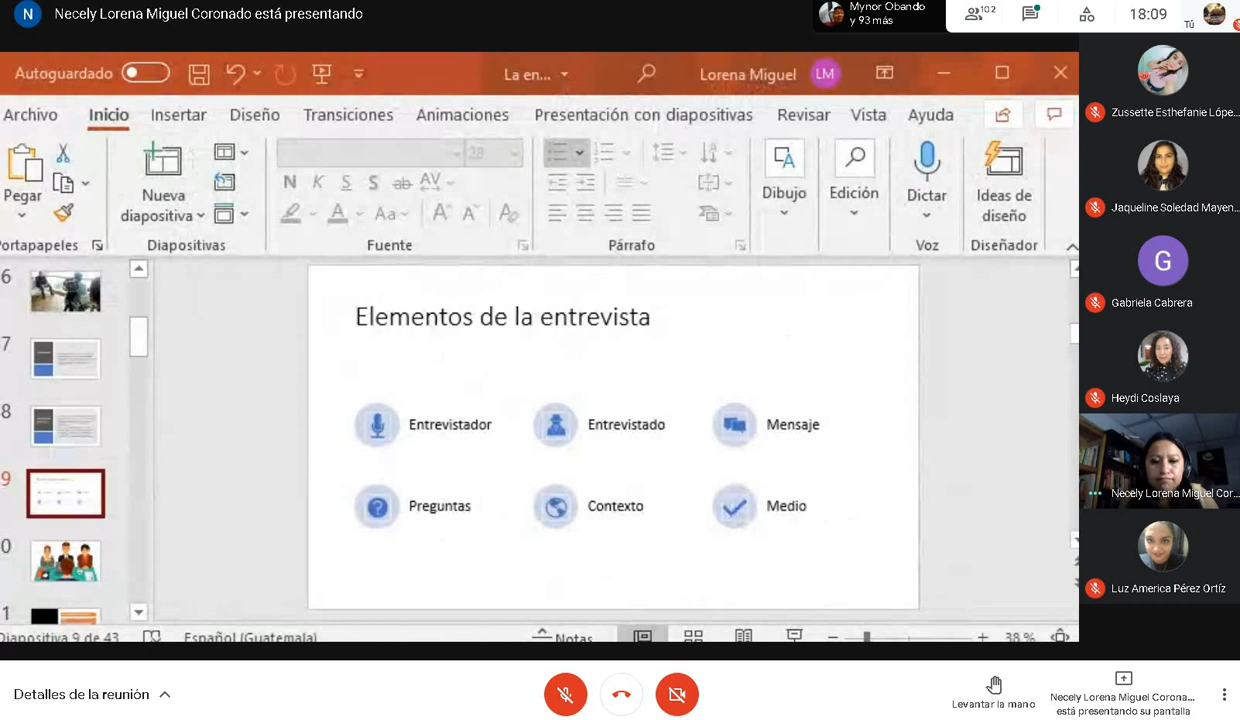 N Necely Lorena Miguel Coronado está presentando
Mynor Obando
y 93 más
102
18:09
Tú
Autoguardado
La en...
Lorena Miguel LM
Archivo Inicio Insertar Diseño Transiciones Animaciones Presentación con diapositivas Revisar Vista Ayuda
Pegar
Nueva
diapositiva
28
N K S S ab AV
A Aa A A A
Dibujo
Edición
Dictar
Ideas de
diseño
ortapapeles Diapositivas Fuente Párrafo Voz Diseñador
6
7
8
9
0
1
Elementos de la entrevista
Entrevistador Entrevistado Mensaje
Preguntas Contexto Medio
Diapositiva 9 de 43 Español (Guatemala) Notas 38 %
Zussette Esthefanie Lópe...
Jaqueline Soledad Mayen...
G
Gabriela Cabrera
Heydi Coslaya
Necely Lorena Miguel Cor...
Luz America Pérez Ortíz
Detalles de la reunión
Levantar la mano
Necely Lorena Miguel Corona...
está presentando su pantalla